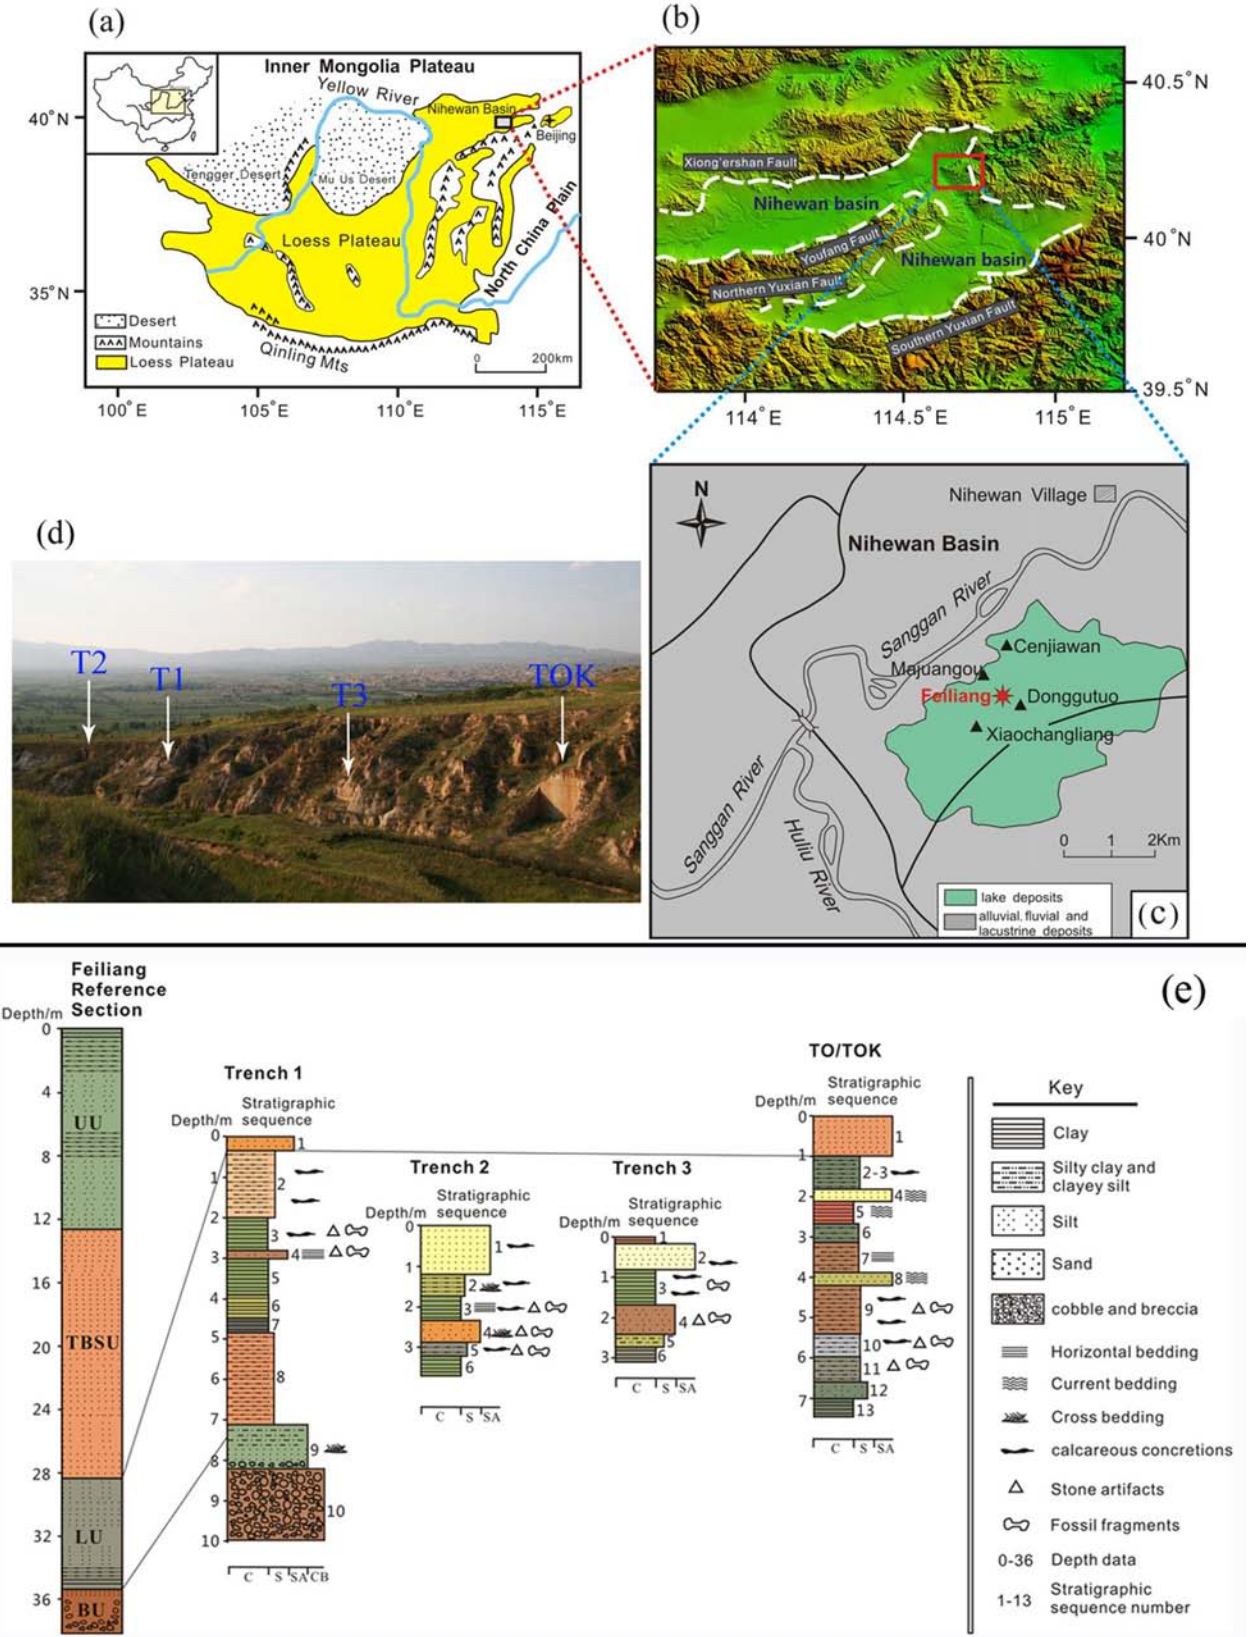 (a)
Inner Mongolia Plateau
Yellow River
Nihewan Basin
Beijing
40°N
Tengger Desert
Mu Us Desert
Loess Plateau
North China Plain
35°N
Desert
Mountains
Loess Plateau
Qinling Mts
0 200km
100°E 105°E 110°E 115°E
(b)
40.5°N
Xiong'ershan Fault
Nihewan basin
Youfang Fault
40°N
Nihewan basin
Northern Yuxian Fault
Southern Yuxian Fault
39.5°N
114°E 114.5°E 115°E
N
Nihewan Village
Nihewan Basin
Sanggan River
Cenjiawan
Majuangou
Feiliang
Donggutuo
Xiaochangliang
Sanggan River
Huliu River
0 1 2Km
lake deposits
alluvial, fluvial and
lacustrine deposits
(c)
(d)
T2
T1
T3
TOK
(e)
Feiliang
Reference
Section
Depth/m
0
4
8
12
16
20
24
28
32
36
UU
TBSU
LU
BU
Trench 1
Stratigraphic
Depth/m sequence
0
1
2
3
4
5
6
7
8
9
10
1
2
3
4
5
6
7
8
9
10
C S SA CB
Trench 2
Stratigraphic
Depth/m sequence
0
1
2
3
1
2
3
4
5
6
C S SA
Trench 3
Stratigraphic
Depth/m sequence
0
1
2
3
1
2
3
4
5
6
C S SA
TO/TOK
Stratigraphic
Depth/m sequence
0
1
2
3
4
5
6
7
1
2-3
4
5
6
7
8
9
10
11
12
13
C S SA
Key
Clay
Silty clay and
clayey silt
Silt
Sand
cobble and breccia
Horizontal bedding
Current bedding
Cross bedding
calcareous concretions
Stone artifacts
Fossil fragments
0-36 Depth data
1-13 Stratigraphic
sequence number